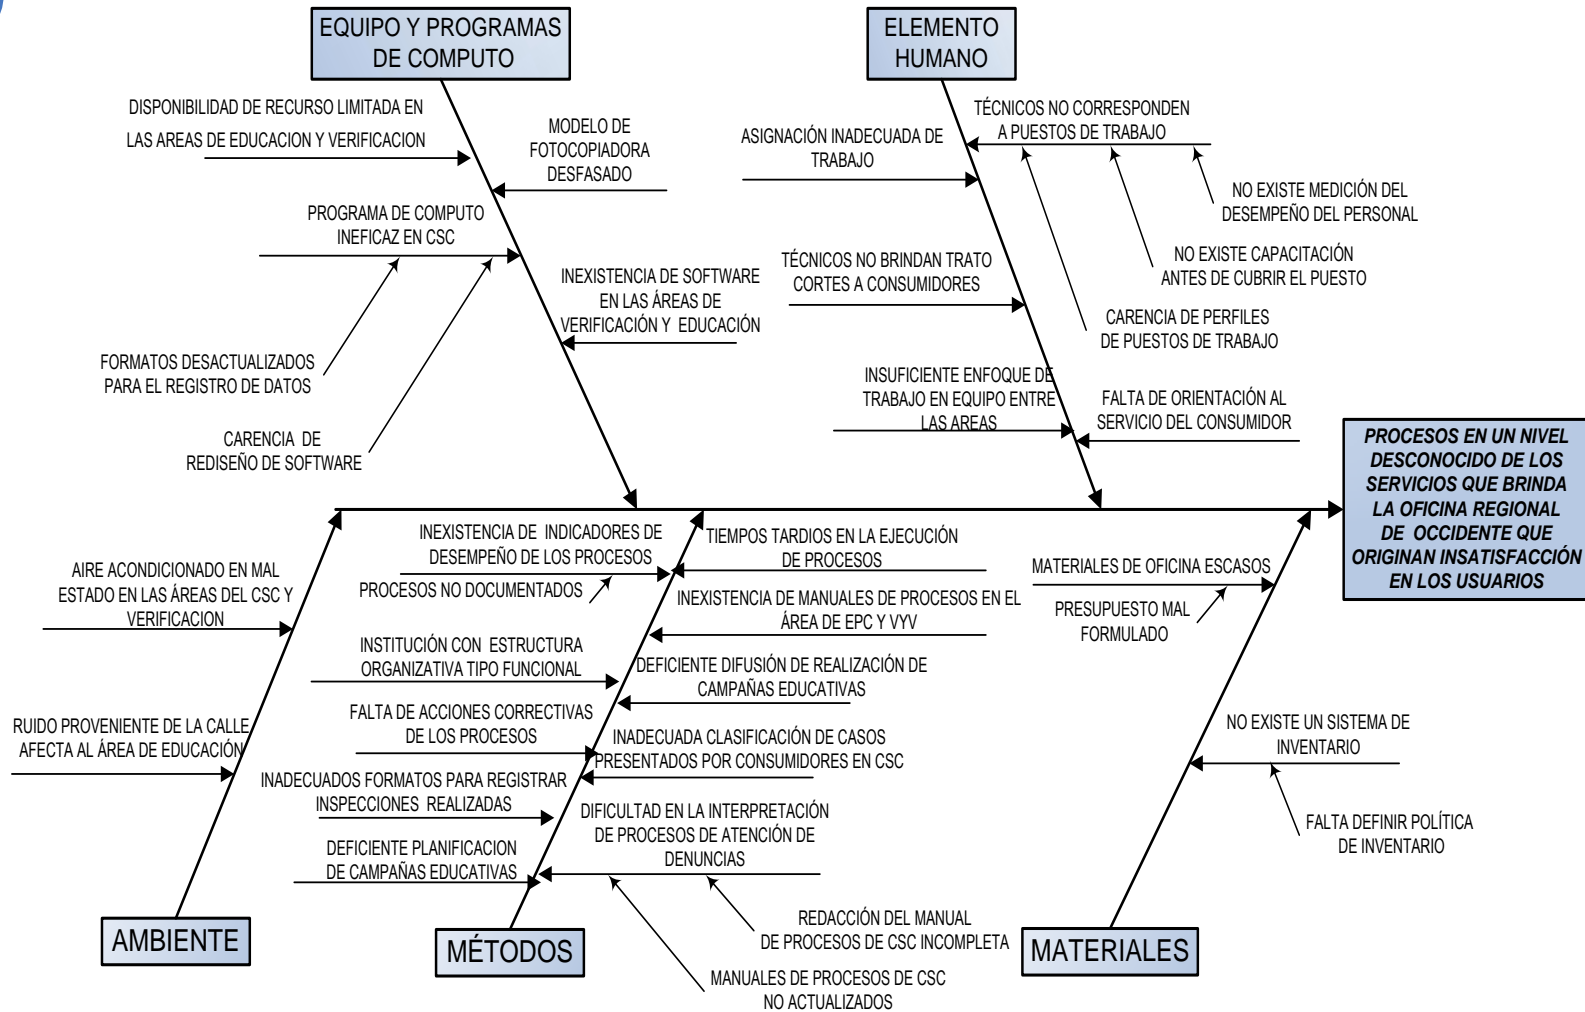 EQUIPO Y PROGRAMAS
DE COMPUTO
ELEMENTO
HUMANO
DISPONIBILIDAD DE RECURSO LIMITADA EN
LAS AREAS DE EDUCACION Y VERIFICACION
MODELO DE
FOTOCOPIADORA
DESFASADO
PROGRAMA DE COMPUTO
INEFICAZ EN CSC
INEXISTENCIA DE SOFTWARE
EN LAS ÁREAS DE
VERIFICACIÓN Y EDUCACIÓN
FORMATOS DESACTUALIZADOS
PARA EL REGISTRO DE DATOS
CARENCIA DE
REDISEÑO DE SOFTWARE
TÉCNICOS NO CORRESPONDEN
A PUESTOS DE TRABAJO
ASIGNACIÓN INADECUADA DE
TRABAJO
NO EXISTE MEDICIÓN DEL
DESEMPEÑO DEL PERSONAL
TÉCNICOS NO BRINDAN TRATO
CORTES A CONSUMIDORES
NO EXISTE CAPACITACIÓN
ANTES DE CUBRIR EL PUESTO
CARENCIA DE PERFILES
DE PUESTOS DE TRABAJO
INSUFICIENTE ENFOQUE DE
TRABAJO EN EQUIPO ENTRE
LAS AREAS
FALTA DE ORIENTACIÓN AL
SERVICIO DEL CONSUMIDOR
PROCESOS EN UN NIVEL
DESCONOCIDO DE LOS
SERVICIOS QUE BRINDA
LA OFICINA REGIONAL
DE OCCIDENTE QUE
ORIGINAN INSATISFACCIÓN
EN LOS USUARIOS
AIRE ACONDICIONADO EN MAL
ESTADO EN LAS ÁREAS DEL CSC Y
VERIFICACION
RUIDO PROVENIENTE DE LA CALLE
AFECTA AL ÁREA DE EDUCACIÓN
INEXISTENCIA DE INDICADORES DE
DESEMPEÑO DE LOS PROCESOS
PROCESOS NO DOCUMENTADOS
TIEMPOS TARDIOS EN LA EJECUCIÓN
DE PROCESOS
INEXISTENCIA DE MANUALES DE PROCESOS EN EL
ÁREA DE EPC Y VYV
INSTITUCIÓN CON ESTRUCTURA
ORGANIZATIVA TIPO FUNCIONAL
DEFICIENTE DIFUSIÓN DE REALIZACIÓN DE
CAMPAÑAS EDUCATIVAS
FALTA DE ACCIONES CORRECTIVAS
DE LOS PROCESOS
INADECUADA CLASIFICACIÓN DE CASOS
PRESENTADOS POR CONSUMIDORES EN CSC
INADECUADOS FORMATOS PARA REGISTRAR
INSPECCIONES REALIZADAS
DIFICULTAD EN LA INTERPRETACIÓN
DE PROCESOS DE ATENCIÓN DE
DENUNCIAS
DEFICIENTE PLANIFICACION
DE CAMPAÑAS EDUCATIVAS
REDACCIÓN DEL MANUAL
DE PROCESOS DE CSC INCOMPLETA
MANUALES DE PROCESOS DE CSC
NO ACTUALIZADOS
MATERIALES DE OFICINA ESCASOS
PRESUPUESTO MAL
FORMULADO
NO EXISTE UN SISTEMA DE
INVENTARIO
FALTA DEFINIR POLÍTICA
DE INVENTARIO
AMBIENTE
MÉTODOS
MATERIALES